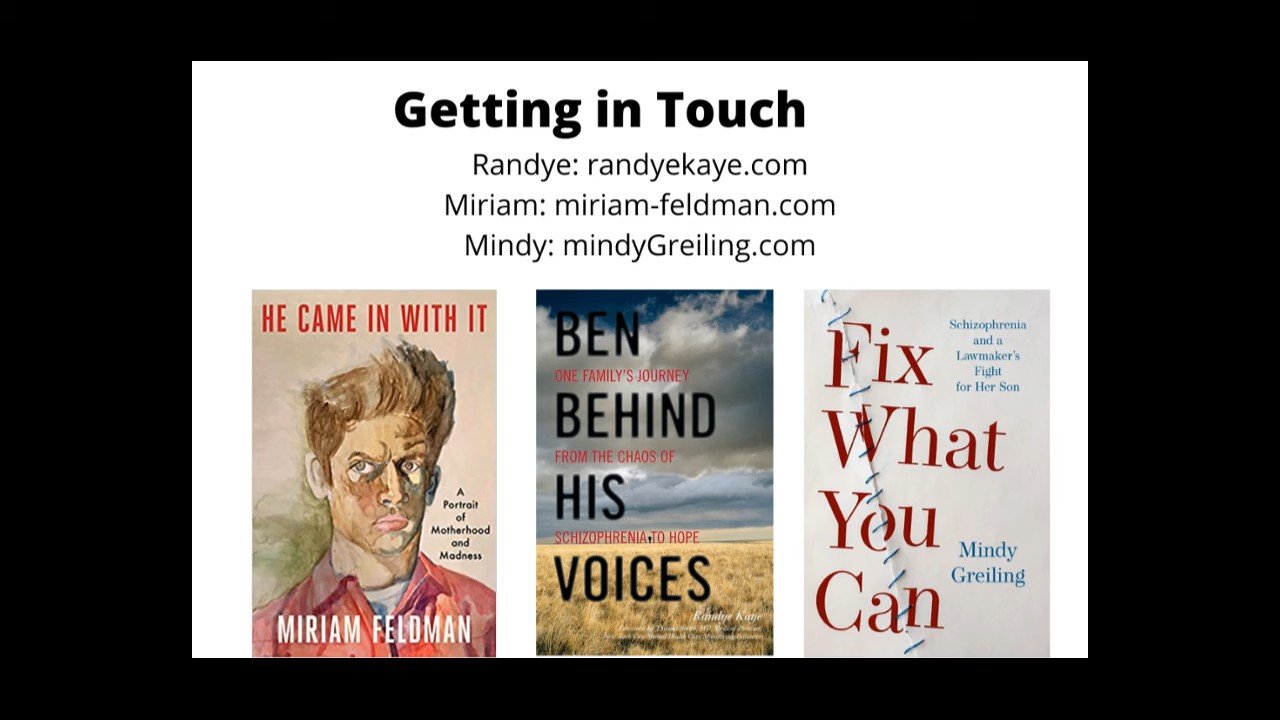 Getting in Touch
Randye: randyekaye.com
Miriam: miriam-feldman.com
Mindy: mindyGreiling.com
HE CAME IN WITH IT
A
Portrait
of
Motherhood
and
Madness
MIRIAM FELDMAN
BEN
ONE FAMILY'S JOURNEY
BEHIND
FROM THE CHAOS OF
HIS
SCHIZOPHRENIA TO HOPE
VOICES
Randye Kaye
Fix
What
You
Can
Schizophrenia
and a
Lawmaker's
Fight
for Her Son
Mindy
Greiling